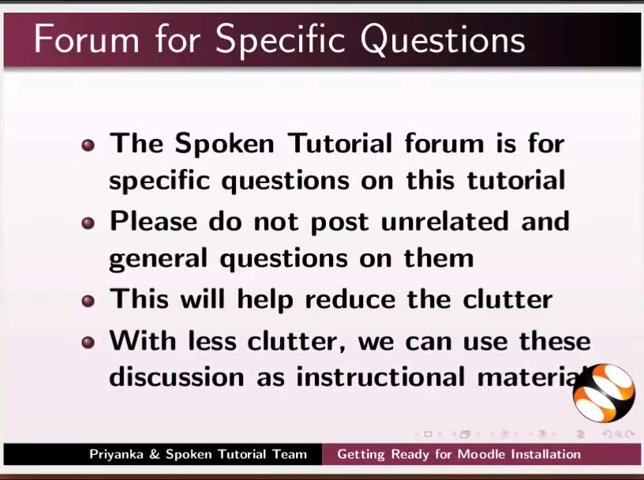 Forum for Specific Questions
The Spoken Tutorial forum is for
specific questions on this tutorial
Please do not post unrelated and
general questions on them
This will help reduce the clutter
With less clutter, we can use these
discussion as instructional material
Priyanka & Spoken Tutorial Team
Getting Ready for Moodle Installation